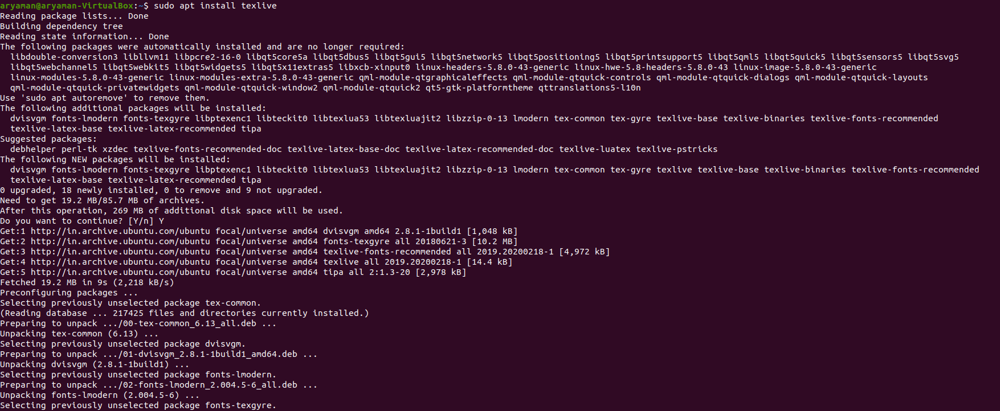 aryaman@aryaman-VirtualBox:~$ sudo apt install texlive
Reading package lists... Done
Building dependency tree
Reading state information... Done
The following packages were automatically installed and are no longer required:
  libdouble-conversion3 libllvm11 libpcre2-16-0 libqt5core5a libqt5dbus5 libqt5gui5 libqt5network5 libqt5positioning5 libqt5printsupport5 libqt5qml5 libqt5quick5 libqt5sensors5 libqt5svg5
  libqt5webchannel5 libqt5webkit5 libqt5widgets5 libqt5x11extras5 libxcb-xinput0 linux-headers-5.8.0-43-generic linux-hwe-5.8-headers-5.8.0-43 linux-image-5.8.0-43-generic
  linux-modules-5.8.0-43-generic linux-modules-extra-5.8.0-43-generic qml-module-qtgraphicaleffects qml-module-qtquick-controls qml-module-qtquick-dialogs qml-module-qtquick-layouts
  qml-module-qtquick-privatewidgets qml-module-qtquick-window2 qml-module-qtquick2 qt5-gtk-platformtheme qttranslations5-l10n
Use 'sudo apt autoremove' to remove them.
The following additional packages will be installed:
  dvisvgm fonts-lmodern fonts-texgyre libptexenc1 libteckit0 libtexlua53 libtexluajit2 libzzip-0-13 lmodern tex-common tex-gyre texlive-base texlive-binaries texlive-fonts-recommended
  texlive-latex-base texlive-latex-recommended tipa
Suggested packages:
  debhelper perl-tk xzdec texlive-fonts-recommended-doc texlive-latex-base-doc texlive-latex-recommended-doc texlive-luatex texlive-pstricks
The following NEW packages will be installed:
  dvisvgm fonts-lmodern fonts-texgyre libptexenc1 libteckit0 libtexlua53 libtexluajit2 libzzip-0-13 lmodern tex-common tex-gyre texlive texlive-base texlive-binaries texlive-fonts-recommended
  texlive-latex-base texlive-latex-recommended tipa
0 upgraded, 18 newly installed, 0 to remove and 9 not upgraded.
Need to get 19.2 MB/85.7 MB of archives.
After this operation, 269 MB of additional disk space will be used.
Do you want to continue? [Y/n] Y
Get:1 http://in.archive.ubuntu.com/ubuntu focal/universe amd64 dvisvgm amd64 2.8.1-1build1 [1,048 kB]
Get:2 http://in.archive.ubuntu.com/ubuntu focal/universe amd64 fonts-texgyre all 20180621-3 [10.2 MB]
Get:3 http://in.archive.ubuntu.com/ubuntu focal/universe amd64 texlive-fonts-recommended all 2019.20200218-1 [4,972 kB]
Get:4 http://in.archive.ubuntu.com/ubuntu focal/universe amd64 texlive all 2019.20200218-1 [14.4 kB]
Get:5 http://in.archive.ubuntu.com/ubuntu focal/universe amd64 tipa all 2:1.3-20 [2,978 kB]
Fetched 19.2 MB in 9s (2,218 kB/s)
Preconfiguring packages ...
Selecting previously unselected package tex-common.
(Reading database ... 217425 files and directories currently installed.)
Preparing to unpack .../00-tex-common_6.13_all.deb ...
Unpacking tex-common (6.13) ...
Selecting previously unselected package dvisvgm.
Preparing to unpack .../01-dvisvgm_2.8.1-1build1_amd64.deb ...
Unpacking dvisvgm (2.8.1-1build1) ...
Selecting previously unselected package fonts-lmodern.
Preparing to unpack .../02-fonts-lmodern_2.004.5-6_all.deb ...
Unpacking fonts-lmodern (2.004.5-6) ...
Selecting previously unselected package fonts-texgyre.